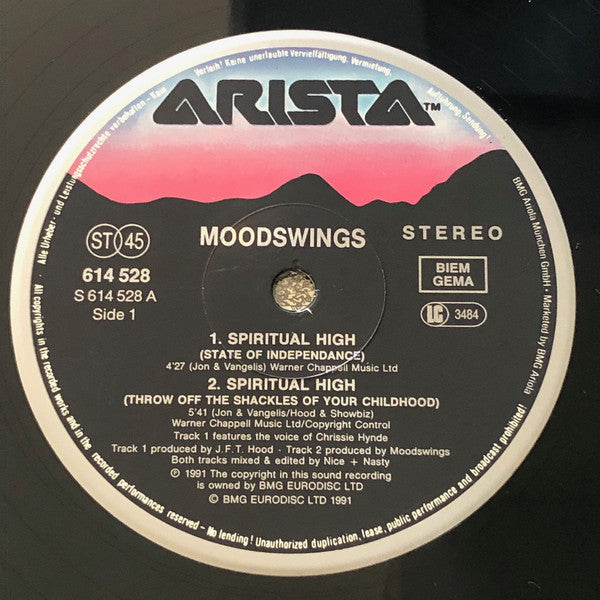 ARISTA™
MOODSWINGS
STEREO
ST 45
614 528
S 614 528 A
Side 1
BIEM
GEMA
LC 3484
1. SPIRITUAL HIGH
(STATE OF INDEPENDANCE)
4'27 (Jon & Vangelis) Warner Chappell Music Ltd
2. SPIRITUAL HIGH
(THROW OFF THE SHACKLES OF YOUR CHILDHOOD)
5'41 (Jon & Vangelis/Hood & Showbiz)
Warner Chappell Music Ltd/Copyright Control
Track 1 features the voice of Chrissie Hynde
Track 1 produced by J.F.T. Hood - Track 2 produced by Moodswings
Both tracks mixed & edited by Nice + Nasty
℗ 1991 The copyright in this sound recording
is owned by BMG EURODISC LTD
© BMG EURODISC LTD 1991
Alle Urheber- und Leistungsschutzrechte vorbehalten - Kein Verleih! Keine unerlaubte Vervielfältigung, Vermietung, Aufführung, Sendung!
BMG Ariola München GmbH · Marketed by BMG Ariola
All copyrights in the recorded works and in the recorded performances reserved - No lending! Unauthorized duplication, lease, public performance and broadcast prohibited!